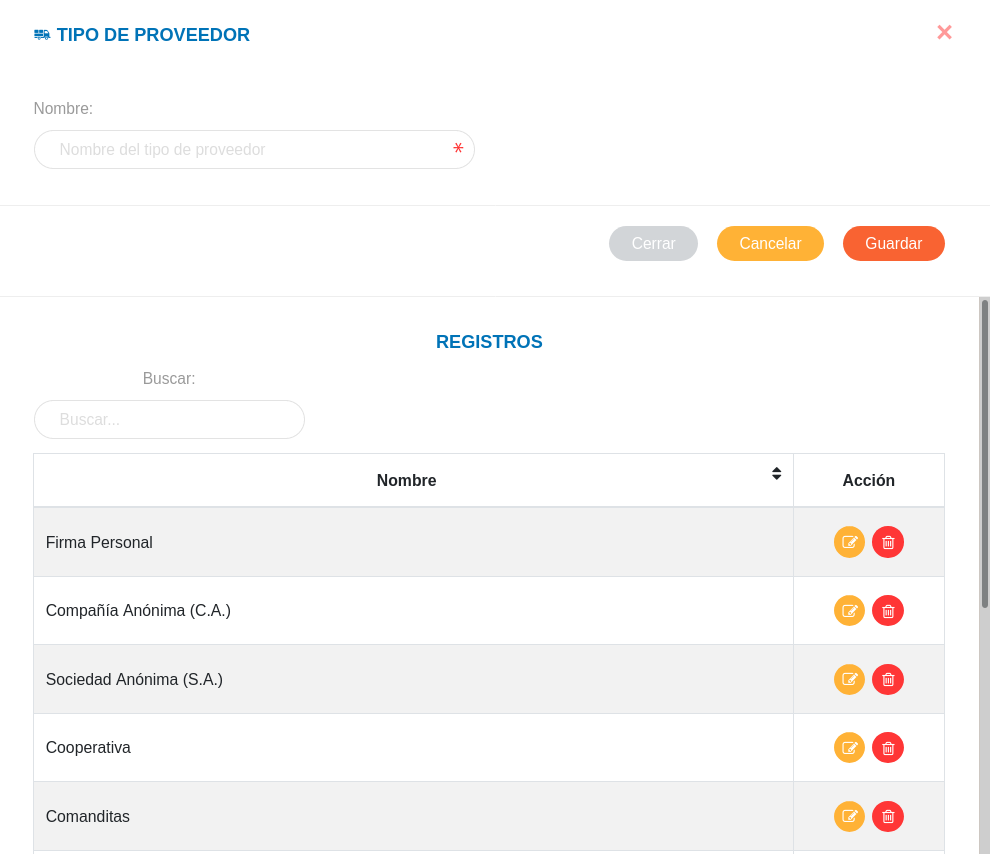 TIPO DE PROVEEDOR
Nombre:
Nombre del tipo de proveedor
Cerrar Cancelar Guardar
REGISTROS
Buscar:
Buscar...
Nombre Acción
Firma Personal
Compañía Anónima (C.A.)
Sociedad Anónima (S.A.)
Cooperativa
Comanditas